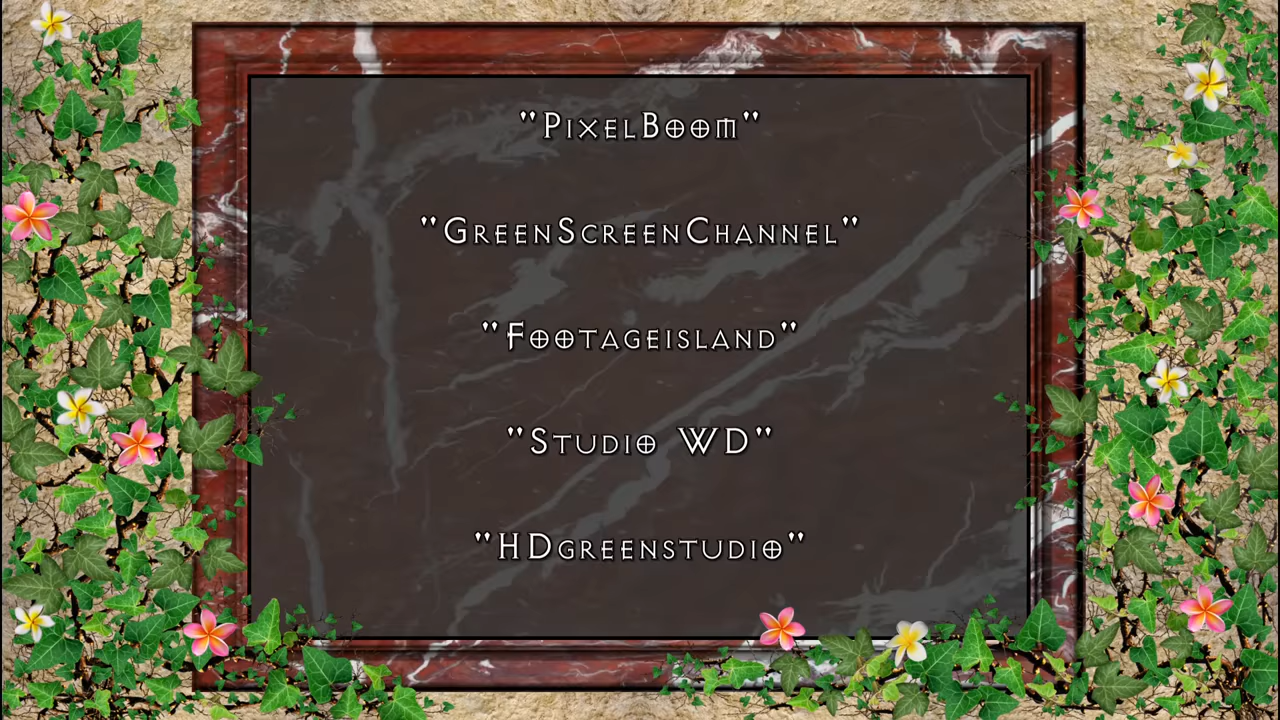 "PixelBoom"
"GreenScreenChannel"
"Footageisland"
"Studio WD"
"HDgreenstudio"